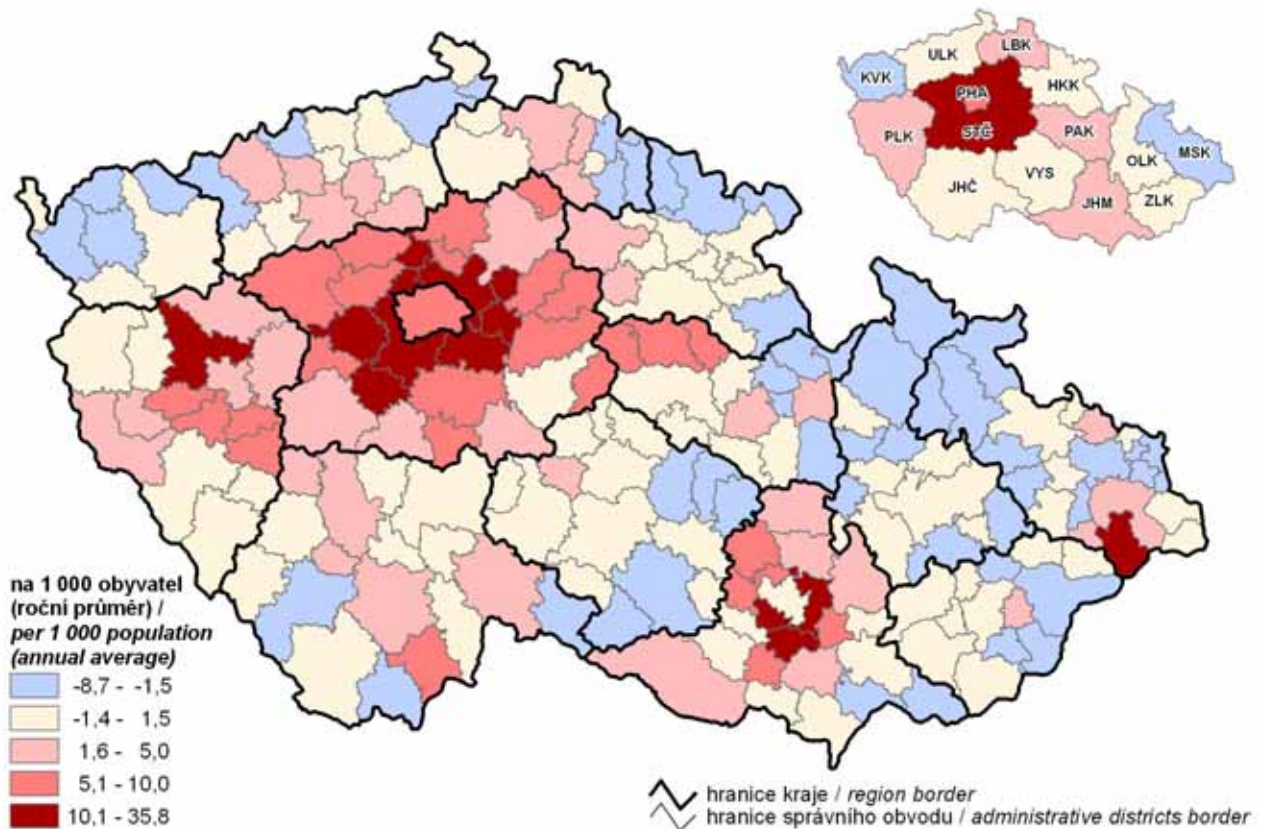 ULK
LBK
KVK
HKK
PHA
STČ
PLK
PAK
MSK
OLK
VYS
JHČ
JHM
ZLK
na 1 000 obyvatel
(roční průměr) /
per 1 000 population
(annual average)
-8,7 - -1,5
-1,4 - 1,5
1,6 - 5,0
5,1 - 10,0
10,1 - 35,8
hranice kraje / region border
hranice správního obvodu / administrative districts border